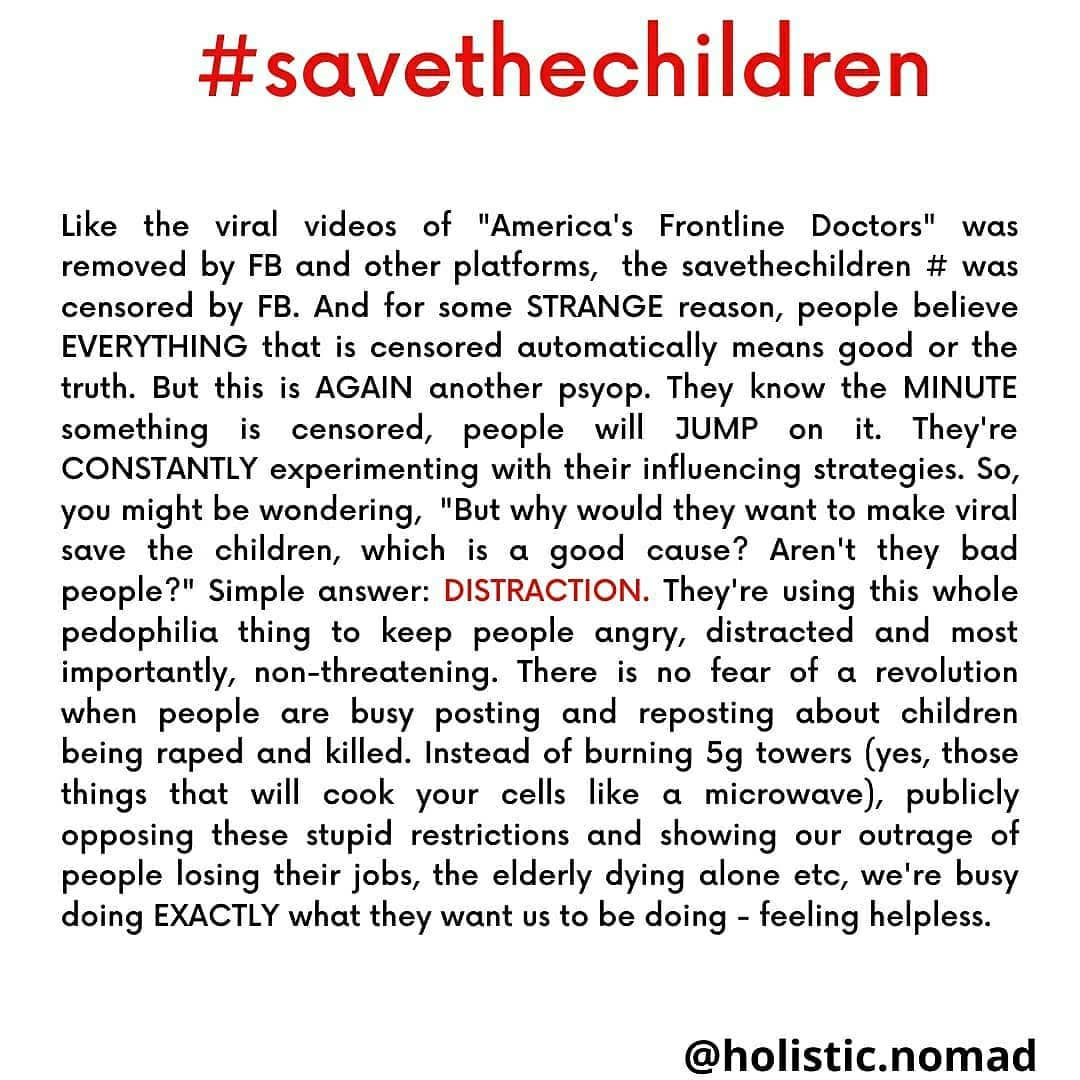 #savethechildren
Like the viral videos of "America's Frontline Doctors" was
removed by FB and other platforms, the savethechildren # was
censored by FB. And for some STRANGE reason, people believe
EVERYTHING that is censored automatically means good or the
truth. But this is AGAIN another psyop. They know the MINUTE
something is censored, people will JUMP on it. They're
CONSTANTLY experimenting with their influencing strategies. So,
you might be wondering, "But why would they want to make viral
save the children, which is a good cause? Aren't they bad
people?" Simple answer: DISTRACTION. They're using this whole
pedophilia thing to keep people angry, distracted and most
importantly, non-threatening. There is no fear of a revolution
when people are busy posting and reposting about children
being raped and killed. Instead of burning 5g towers (yes, those
things that will cook your cells like a microwave), publicly
opposing these stupid restrictions and showing our outrage of
people losing their jobs, the elderly dying alone etc, we're busy
doing EXACTLY what they want us to be doing - feeling helpless.
@holistic.nomad